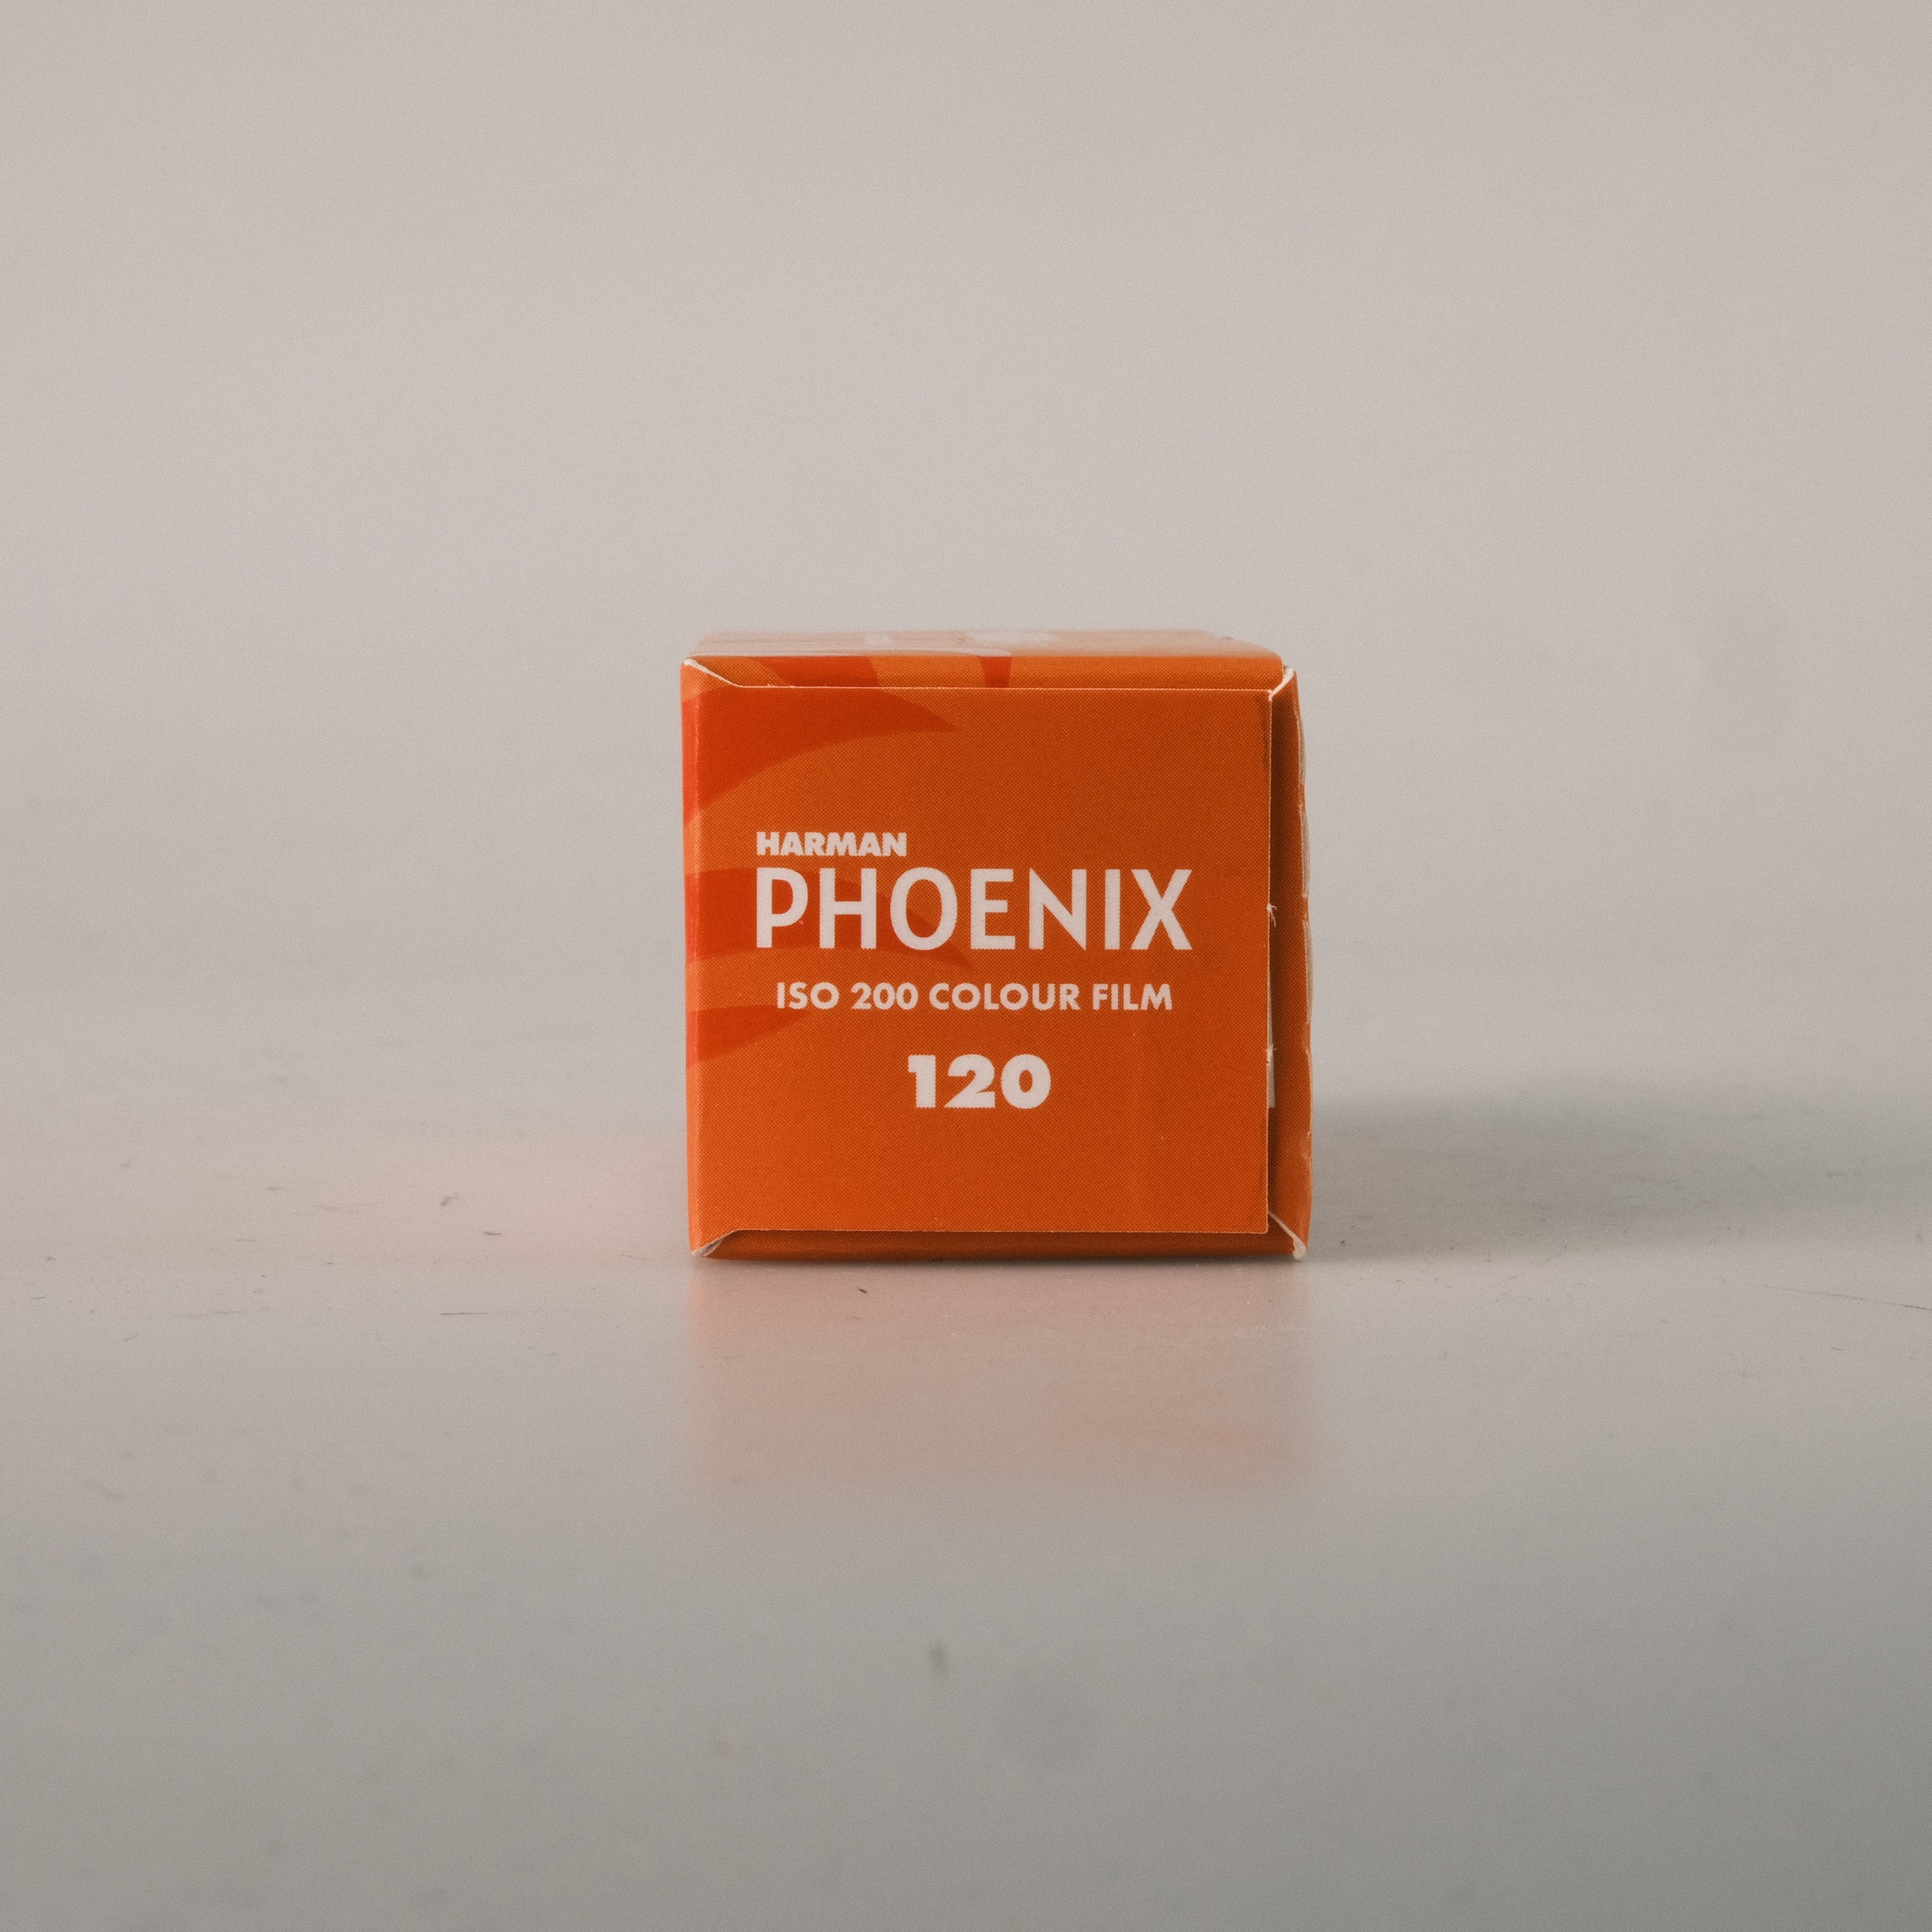 HARMAN
PHOENIX
ISO 200 COLOUR FILM
120